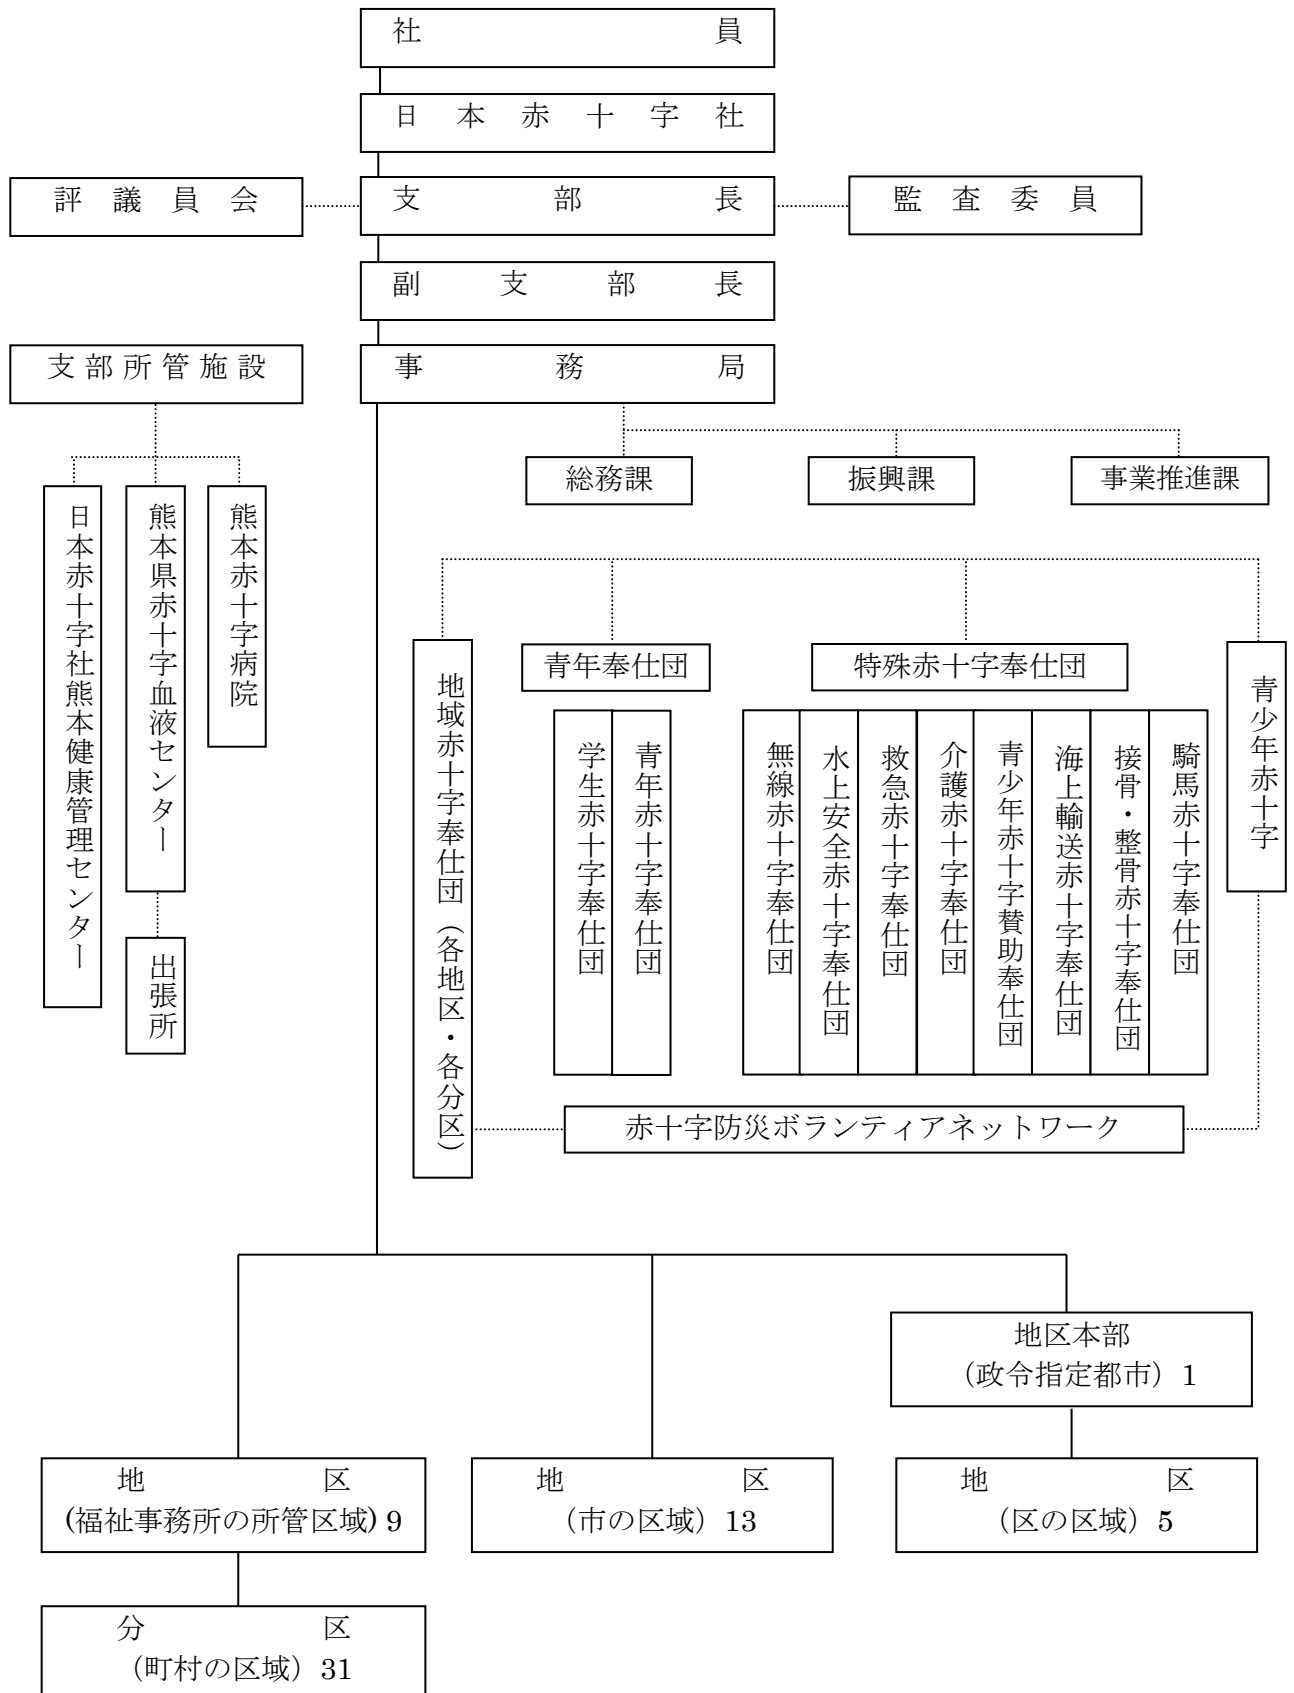 社員
日本赤十字社
評議員会
支部長
監査委員
副支部長
支部所管施設
事務局
総務課
振興課
事業推進課
日本赤十字社熊本健康管理センター
熊本県赤十字血液センター
熊本赤十字病院
出張所
地域赤十字奉仕団（各地区・各分区）
青年奉仕団
学生赤十字奉仕団
青年赤十字奉仕団
特殊赤十字奉仕団
無線赤十字奉仕団
水上安全赤十字奉仕団
救急赤十字奉仕団
介護赤十字奉仕団
青少年赤十字賛助奉仕団
海上輸送赤十字奉仕団
接骨・整骨赤十字奉仕団
騎馬赤十字奉仕団
青少年赤十字
赤十字防災ボランティアネットワーク
地区本部
（政令指定都市）1
地区
(福祉事務所の所管区域) 9
地区
（市の区域）13
地区
（区の区域）5
分区
（町村の区域）31